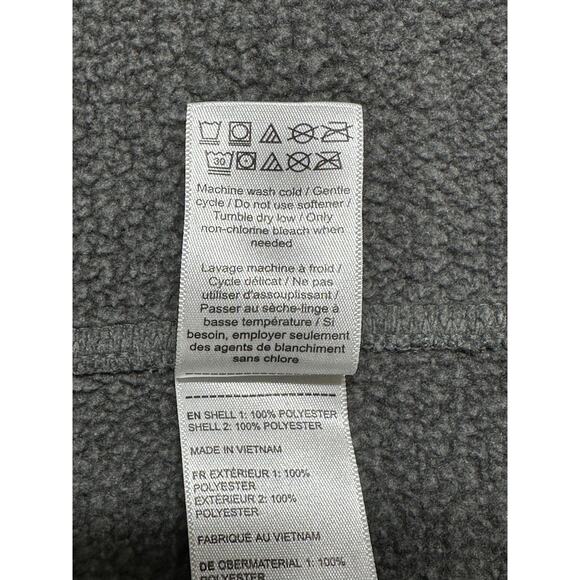 30
Machine wash cold / Gentle
cycle / Do not use softener /
Tumble dry low / Only
non-chlorine bleach when
needed
Lavage machine à froid /
Cycle délicat / Ne pas
utiliser d'assouplissant /
Passer au sèche-linge à
basse température / Si
besoin, employer seulement
des agents de blanchiment
sans chlore
EN SHELL 1: 100% POLYESTER
SHELL 2: 100% POLYESTER
MADE IN VIETNAM
FR EXTÉRIEUR 1: 100%
POLYESTER
EXTÉRIEUR 2: 100%
POLYESTER
FABRIQUÉ AU VIETNAM
DE OBERMATERIAL 1: 100%
POLYESTER